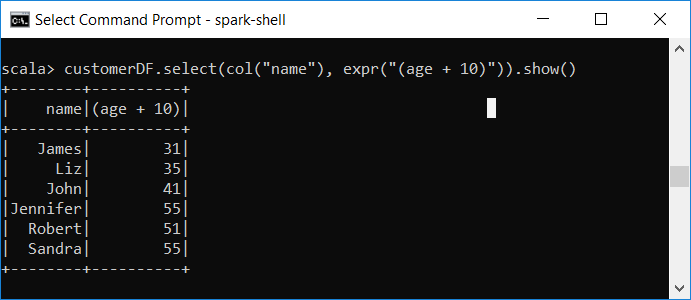 Select Command Prompt - spark-shell
scala> customerDF.select(col("name"), expr("(age + 10)")).show()
+--------+----------+
|    name|(age + 10)|
+--------+----------+
|   James|        31|
|     Liz|        35|
|    John|        41|
|Jennifer|        55|
|  Robert|        51|
|  Sandra|        55|
+--------+----------+